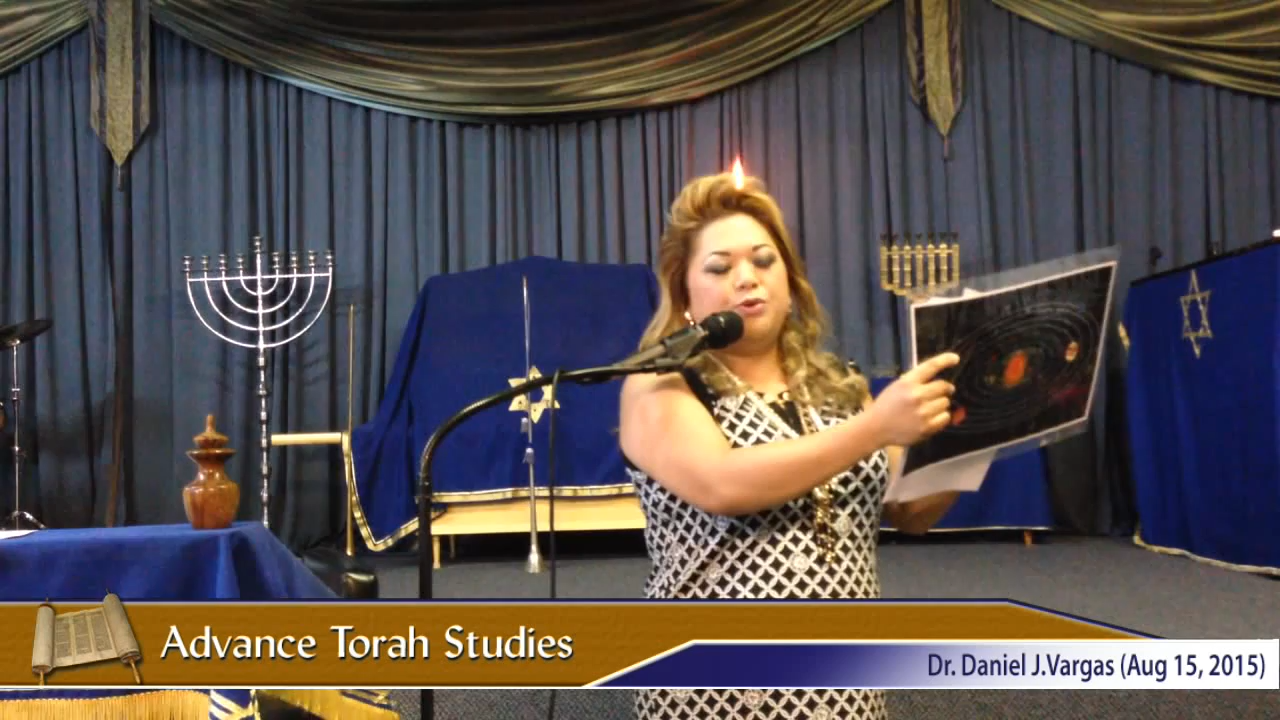 Advance Torah Studies
Dr. Daniel J.Vargas (Aug 15, 2015)